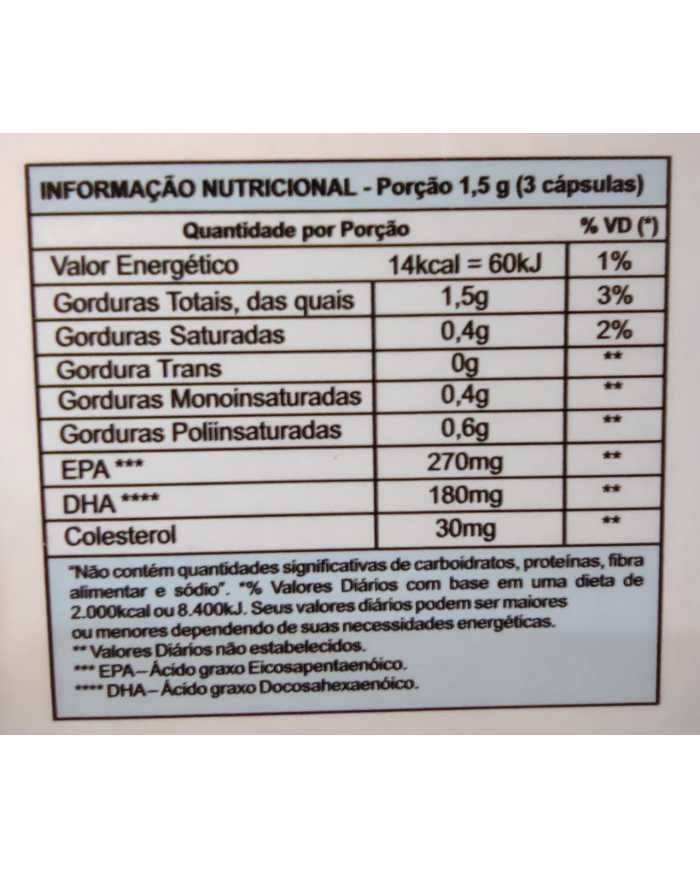 INFORMAÇÃO NUTRICIONAL - Porção 1,5 g (3 cápsulas)
Quantidade por Porção % VD (*)
Valor Energético 14kcal = 60kJ 1%
Gorduras Totais, das quais 1,5g 3%
Gorduras Saturadas 0,4g 2%
Gordura Trans 0g **
Gorduras Monoinsaturadas 0,4g **
Gorduras Poliinsaturadas 0,6g **
EPA *** 270mg **
DHA **** 180mg **
Colesterol 30mg **
"Não contém quantidades significativas de carboidratos, proteínas, fibra
alimentar e sódio". *% Valores Diários com base em uma dieta de
2.000kcal ou 8.400kJ. Seus valores diários podem ser maiores
ou menores dependendo de suas necessidades energéticas.
** Valores Diários não estabelecidos.
*** EPA–Ácido graxo Eicosapentaenóico.
**** DHA–Ácido graxo Docosahexaenóico.